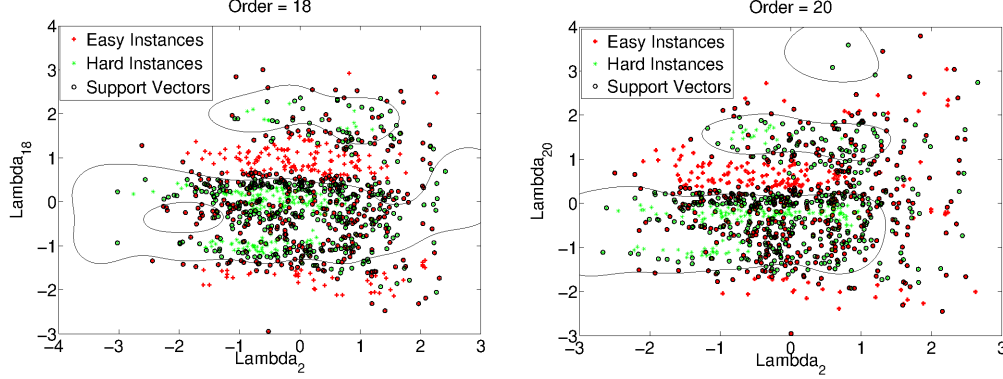 Order = 18
4
3
2
1
0
−1
−2
−3
Lambda18
Easy Instances
Hard Instances
Support Vectors
−4
−3
−2
−1
0
1
2
3
Lambda2
Order = 20
4
3
2
1
0
−1
−2
−3
Lambda20
Easy Instances
Hard Instances
Support Vectors
−3
−2
−1
0
1
2
3
Lambda2